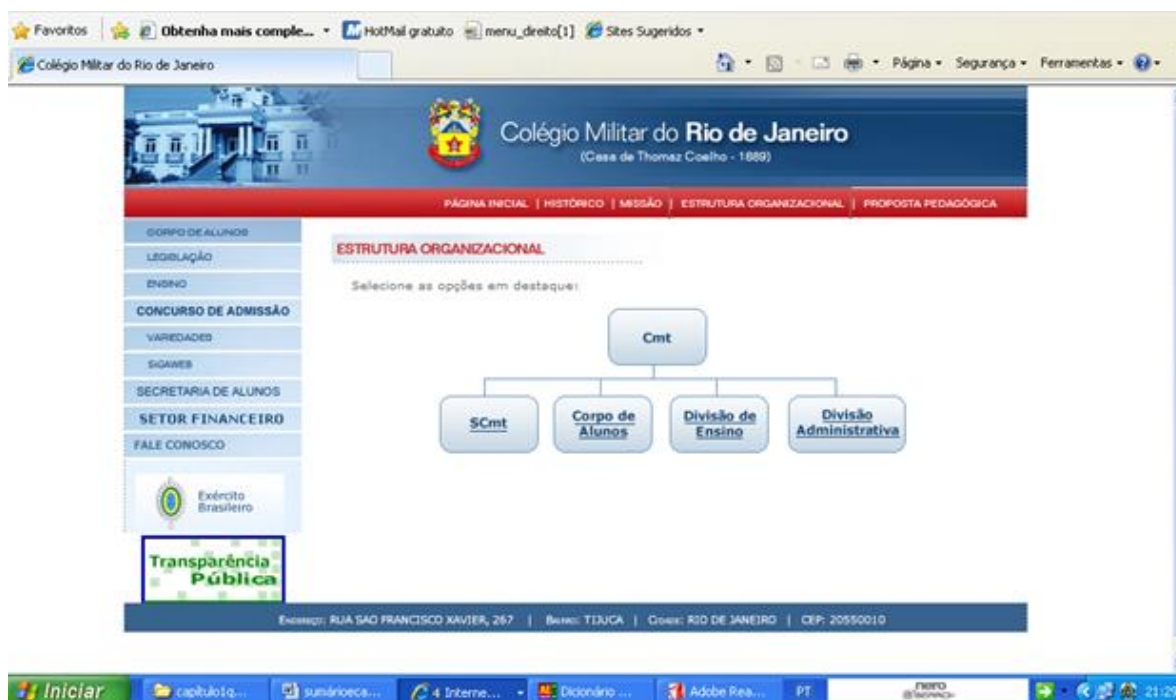 Favoritos Obtenha mais comple... HotMail gratuito menu_direito[1] Sites Sugeridos
Colégio Militar do Rio de Janeiro Página Segurança Ferramentas
Colégio Militar do Rio de Janeiro
(Casa de Thomaz Coelho - 1889)
PÁGINA INICIAL | HISTÓRICO | MISSÃO | ESTRUTURA ORGANIZACIONAL | PROPOSTA PEDAGÓGICA
CORPO DE ALUNOS
LEGISLAÇÃO
ENSINO
CONCURSO DE ADMISSÃO
VARIEDADES
SIGAWEB
SECRETARIA DE ALUNOS
SETOR FINANCEIRO
FALE CONOSCO
Exército
Brasileiro
Transparência
Pública
ESTRUTURA ORGANIZACIONAL
Selecione as opções em destaque:
Cmt
SCmt
Corpo de
Alunos
Divisão de
Ensino
Divisão
Administrativa
ENDEREÇO: RUA SAO FRANCISCO XAVIER, 267 | BAIRRO: TIJUCA | CIDADE: RIO DE JANEIRO | CEP: 20550010
Iniciar capitulo1q... sumárioeca... 4 Interne... Dicionário ... Adobe Rea... PT nero